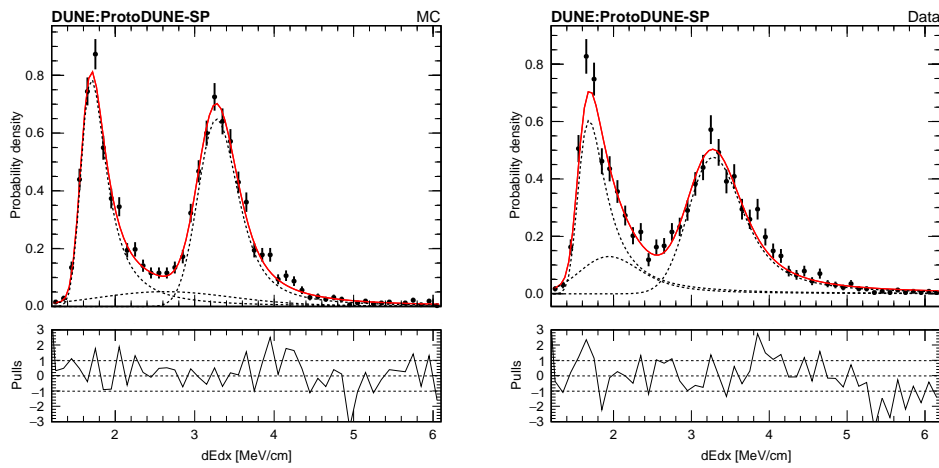 DUNE:ProtoDUNE-SP MC
Probability density
0.8
0.6
0.4
0.2
0.0
Pulls
3
2
1
0
−1
−2
−3
2 3 4 5 6
dEdx [MeV/cm]
DUNE:ProtoDUNE-SP Data
Probability density
0.8
0.6
0.4
0.2
0.0
Pulls
3
2
1
0
−1
−2
−3
2 3 4 5 6
dEdx [MeV/cm]